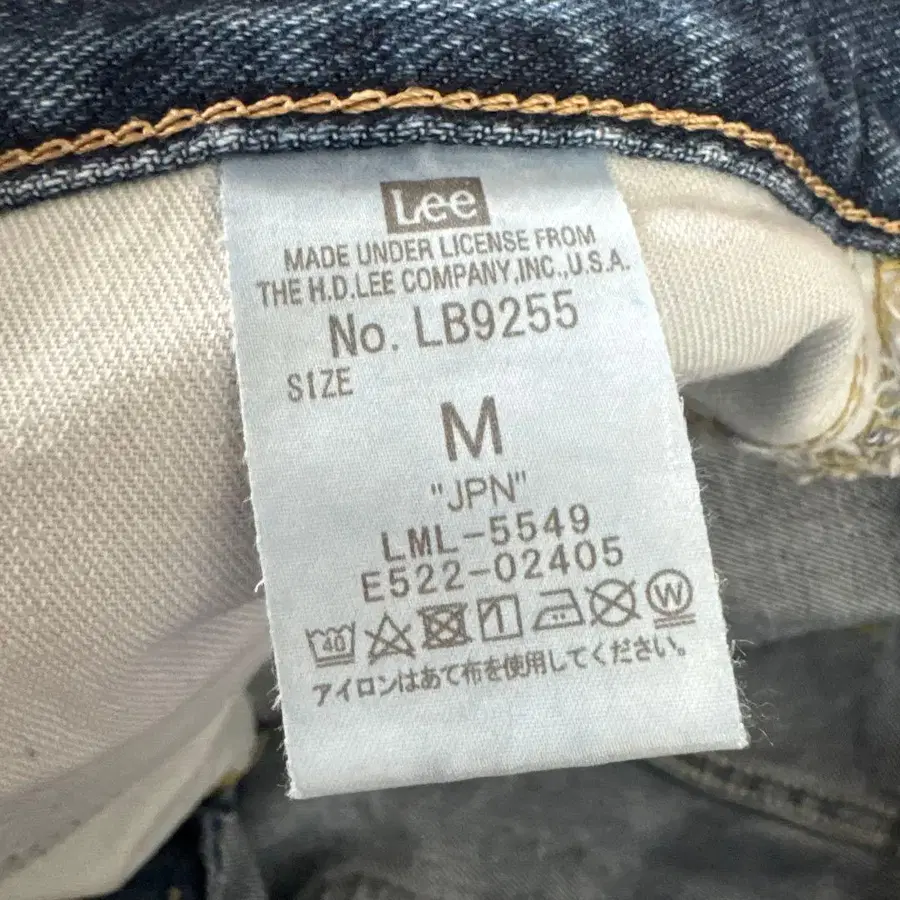 Lee
MADE UNDER LICENSE FROM
THE H.D.LEE COMPANY,INC.,U.S.A.
No. LB9255
SIZE
M
"JPN"
LML-5549
E522-02405
40 W
アイロンはあて布を使用してください。